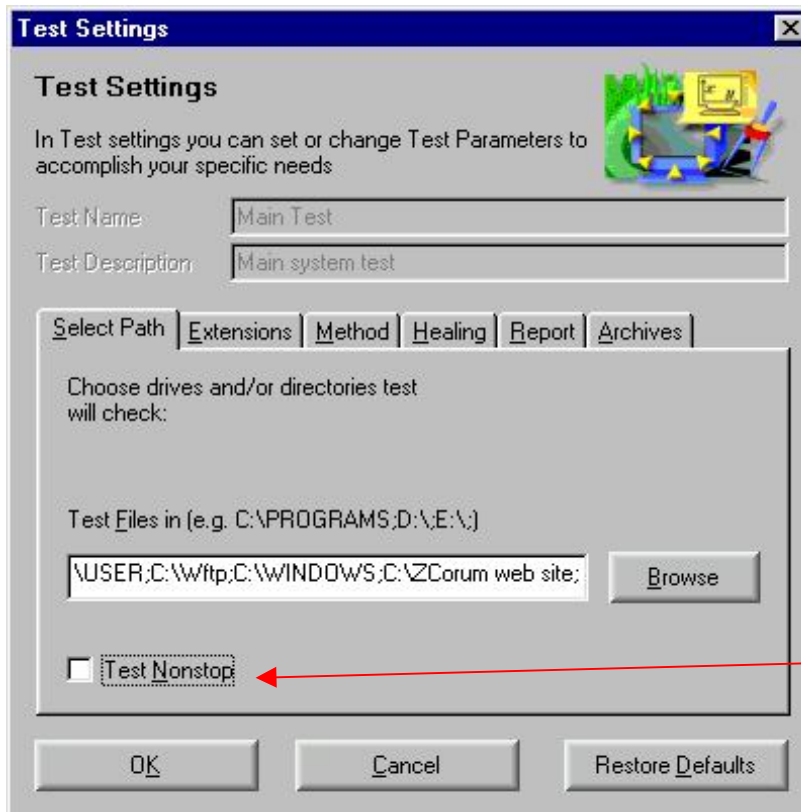 Test Settings
Test Settings
In Test settings you can set or change Test Parameters to
accomplish your specific needs
Test Name
Main Test
Test Description
Main system test
Select Path Extensions Method Healing Report Archives
Choose drives and/or directories test
will check:
Test Files in (e.g. C:\PROGRAMS;D:\;E:\;)
\USER;C:\Wftp;C:\WINDOWS;C:\ZCorum web site;
Browse
Test Nonstop
OK Cancel Restore Defaults